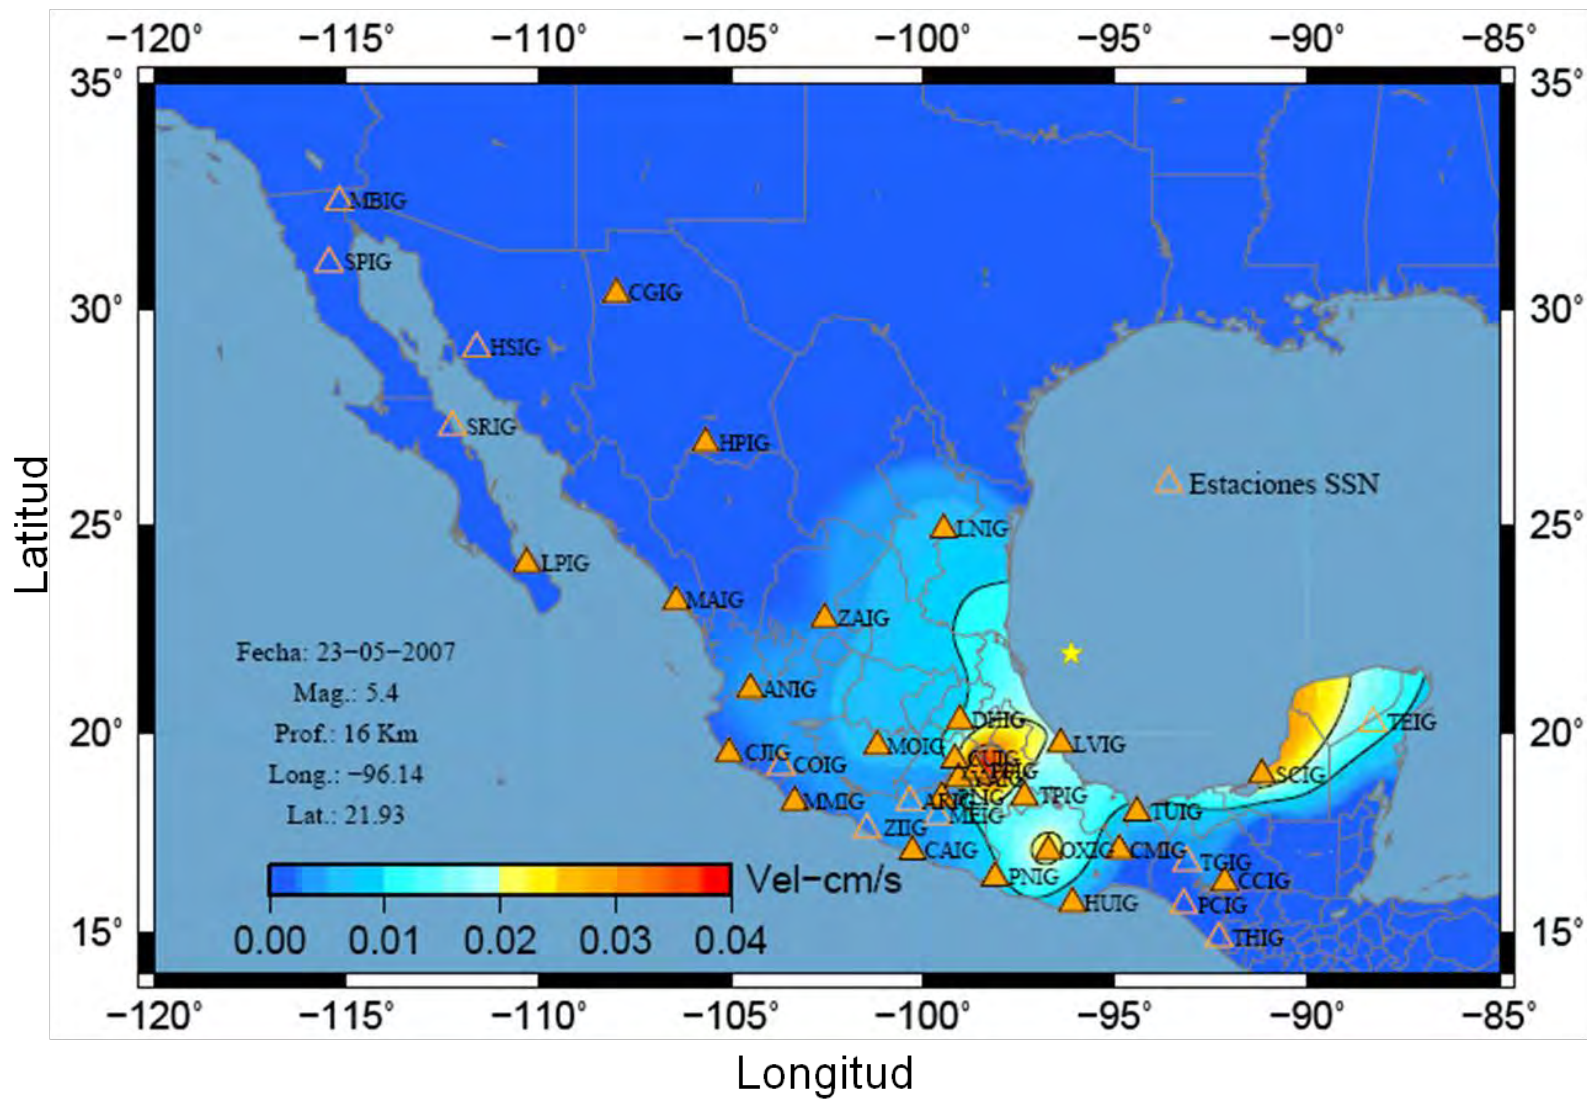 −120° −115° −110° −105° −100° −95° −90° −85°
35° 35°
MBIG
SPIG
CGIG
30° 30°
HSIG
SRIG
HPIG
Estaciones SSN
25° LNIG 25°
Latitud
LPIG
MAIG
ZAIG
Fecha: 23−05−2007
Mag.: 5.4
ANIG
Prof.: 16 Km
DHIG
TEIG
20° 20°
MOIG
LVIG
CJIG
COIG
CUIG
Long.: −96.14
SCIG
MMIG
ARIG
TPIG
Lat.: 21.93
TUIG
MEIG
ZIIG
CAIG
OXIG
CMIG
TGIG
PNIG
CCIG
Vel−cm/s
HUIG
PCIG
0.00 0.01 0.02 0.03 0.04
15° THIG 15°
−120° −115° −110° −105° −100° −95° −90° −85°
Longitud